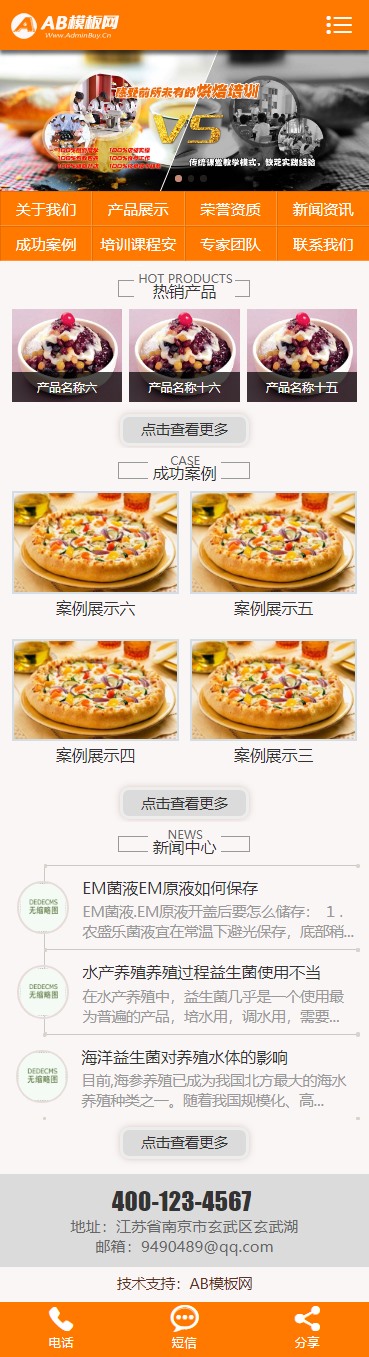 AB模板网
Www.AdminBuy.Cn
体验前所未有的烘焙培训
VS
传统课堂教学模式，缺乏实践经验
关于我们 产品展示 荣誉资质 新闻资讯
成功案例 培训课程安 专家团队 联系我们
HOT PRODUCTS
热销产品
产品名称六 产品名称十六 产品名称十五
点击查看更多
CASE
成功案例
案例展示六 案例展示五
案例展示四 案例展示三
点击查看更多
NEWS
新闻中心
DEDECMS
无缩略图
EM菌液EM原液如何保存
EM菌液,EM原液开盖后要怎么储存： 1．
农盛乐菌液宜在常温下避光保存，底部稍...
DEDECMS
无缩略图
水产养殖养殖过程益生菌使用不当
在水产养殖中，益生菌几乎是一个使用最
为普遍的产品，培水用，调水用，需要...
DEDECMS
无缩略图
海洋益生菌对养殖水体的影响
目前,海参养殖已成为我国北方最大的海水
养殖种类之一。随着我国规模化、高...
点击查看更多
400-123-4567
地址：江苏省南京市玄武区玄武湖
邮箱：9490489@qq.com
技术支持：AB模板网
电话 短信 分享